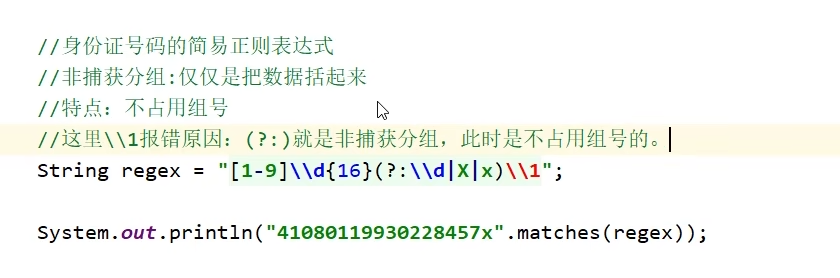 //身份证号码的简易正则表达式
//非捕获分组:仅仅是把数据括起来
//特点：不占用组号
//这里\\1报错原因：(?:)就是非捕获分组，此时是不占用组号的。
String regex = "[1-9]\\d{16}(?:\\d|X|x)\\1";
System.out.println("41080119930228457x".matches(regex));